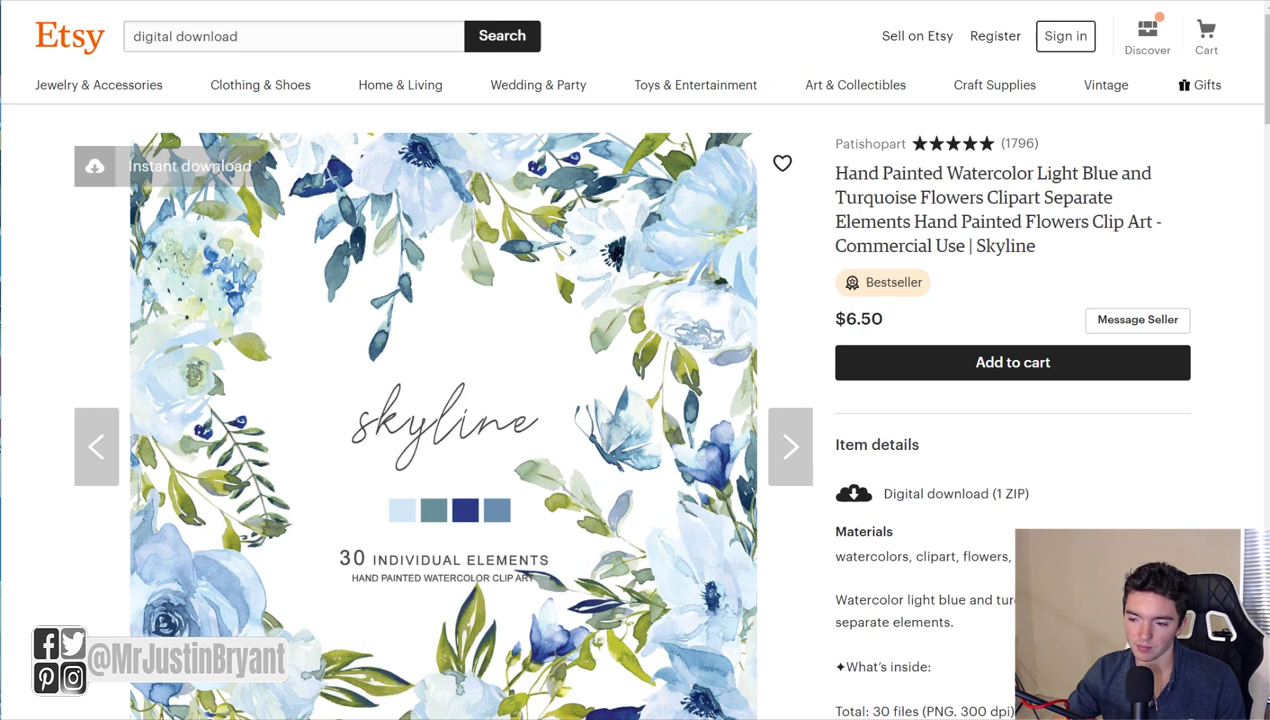 Etsy
digital download
Search
Sell on Etsy
Register
Sign in
Discover
Cart
Jewelry & Accessories
Clothing & Shoes
Home & Living
Wedding & Party
Toys & Entertainment
Art & Collectibles
Craft Supplies
Vintage
Gifts
Instant download
skyline
30 INDIVIDUAL ELEMENTS
HAND PAINTED WATERCOLOR CLIP ART
Patishopart ★★★★★ (1796)
Hand Painted Watercolor Light Blue and
Turquoise Flowers Clipart Separate
Elements Hand Painted Flowers Clip Art -
Commercial Use | Skyline
Bestseller
$6.50
Message Seller
Add to cart
Item details
Digital download (1 ZIP)
Materials
watercolors, clipart, flowers,
Watercolor light blue and
separate elements.
✦What's inside:
Total: 30 files (PNG. 300 dpi)
@MrJustinBryant